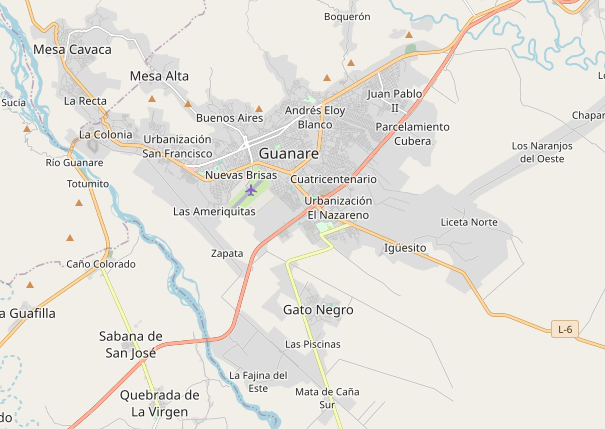 Boquerón
Mesa Cavaca
Mesa Alta
La Recta
Sucía
Juan Pablo
II
Andrés Eloy
Blanco
Buenos Aires
Chapar
Parcelamiento
Cubera
La Colonia
Urbanización
San Francisco
Guanare
Los Naranjos
del Oeste
Río Guanare
Nuevas Brisas
Cuatricentenario
Totumito
Urbanización
El Nazareno
Las Ameriquitas
Liceta Norte
Zapata
Igüesito
Caño Colorado
a Guafilla
Gato Negro
L-6
Sabana de
San José
Las Piscinas
La Fajina del
Este
Quebrada de
La Virgen
Mata de Caña
Sur
do